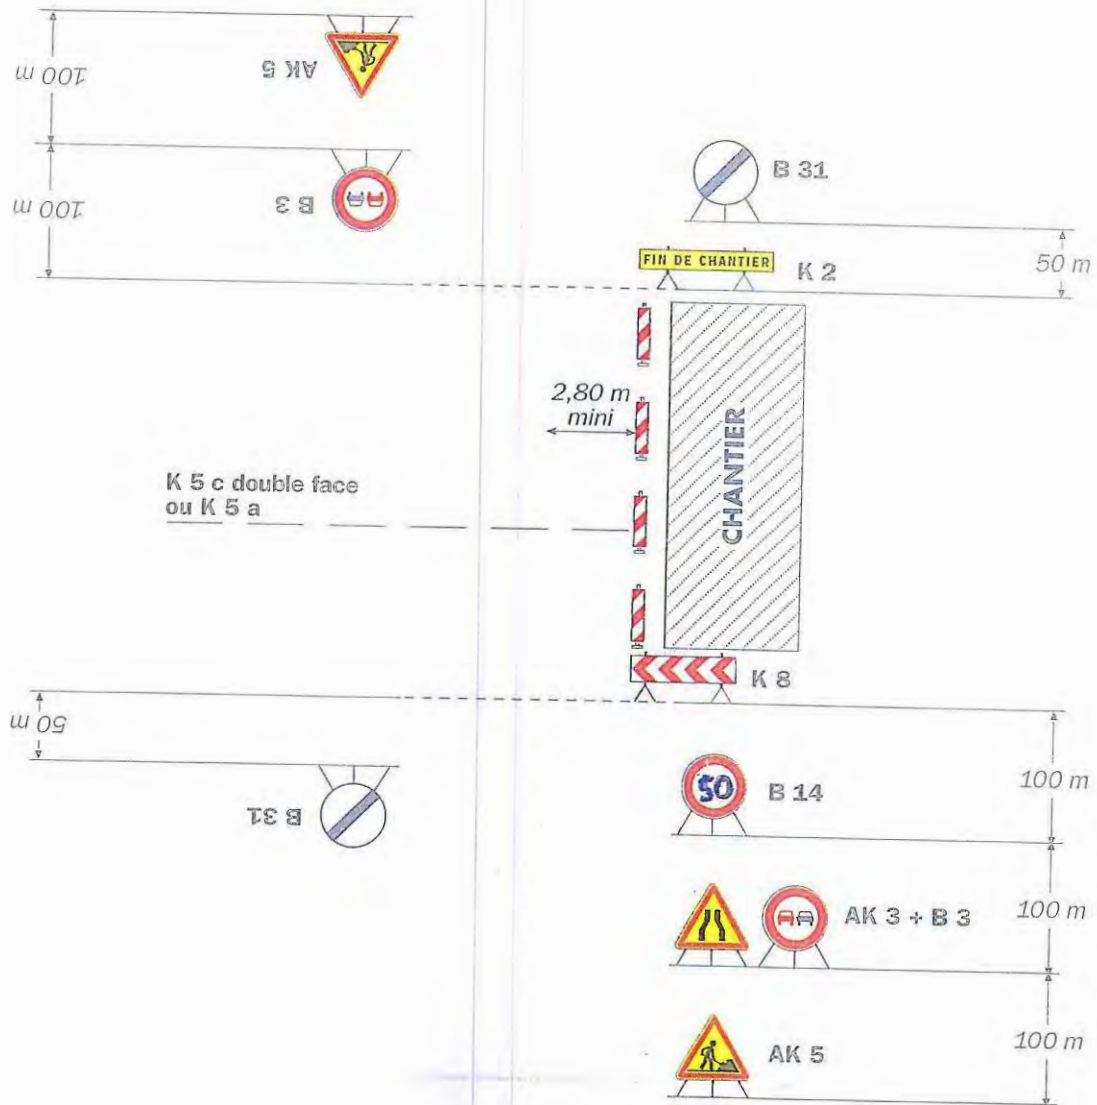 100 m
AK 5
100 m
B 3
B 31
50 m
FIN DE CHANTIER
K 2
2,80 m
mini
CHANTIER
K 5 c double face
ou K 5 a
K 8
50 m
B 31
50
B 14
100 m
AK 3 + B 3
100 m
AK 5
100 m